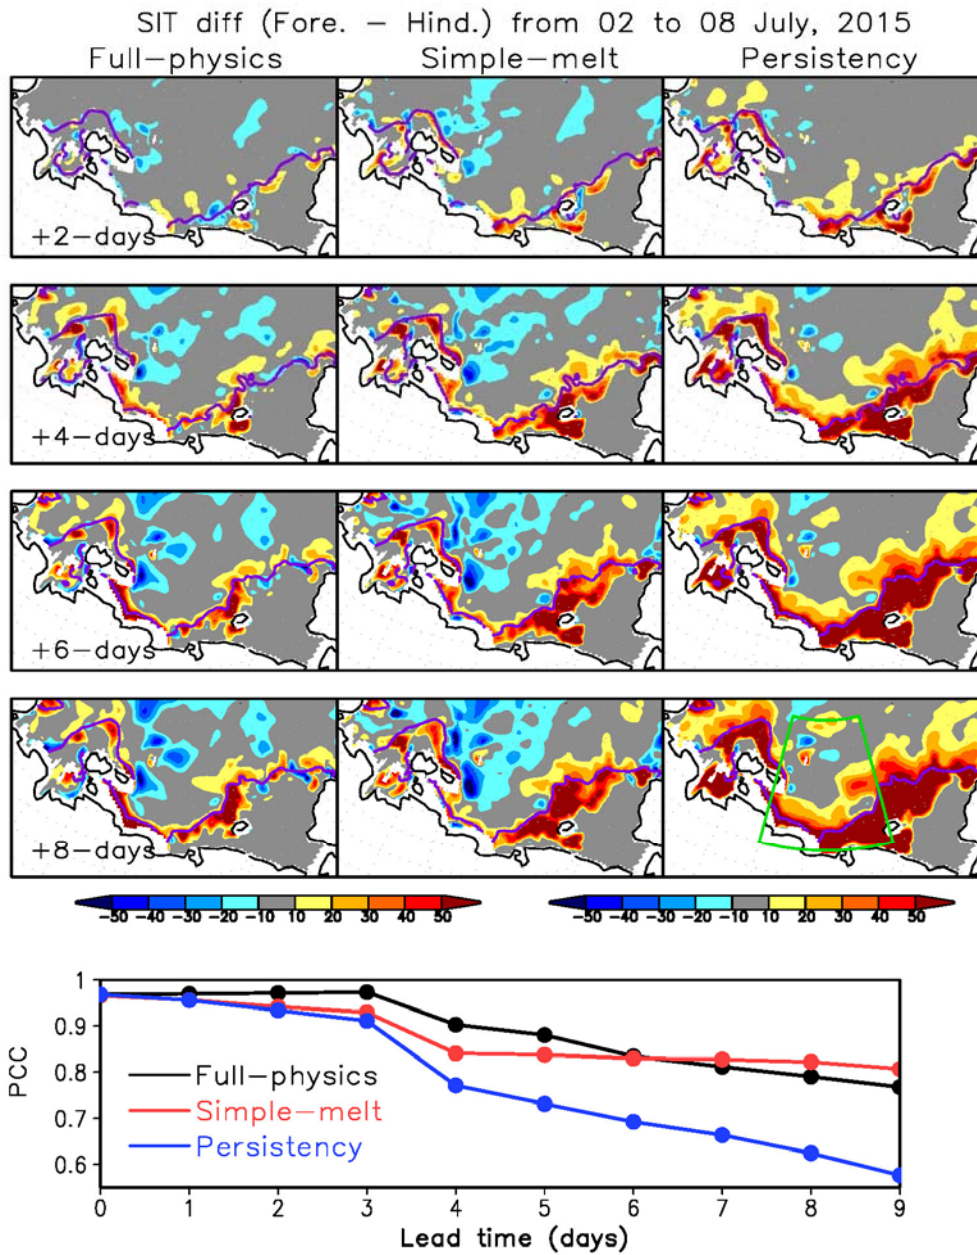 SIT diff (Fore. − Hind.) from 02 to 08 July, 2015
Full−physics Simple−melt Persistency
+2−days
+4−days
+6−days
+8−days
−50 −40 −30 −20 −10 10 20 30 40 50 −50 −40 −30 −20 −10 10 20 30 40 50
1
0.9
0.8
0.7
0.6
PCC
Full−physics
Simple−melt
Persistency
0 1 2 3 4 5 6 7 8 9
Lead time (days)